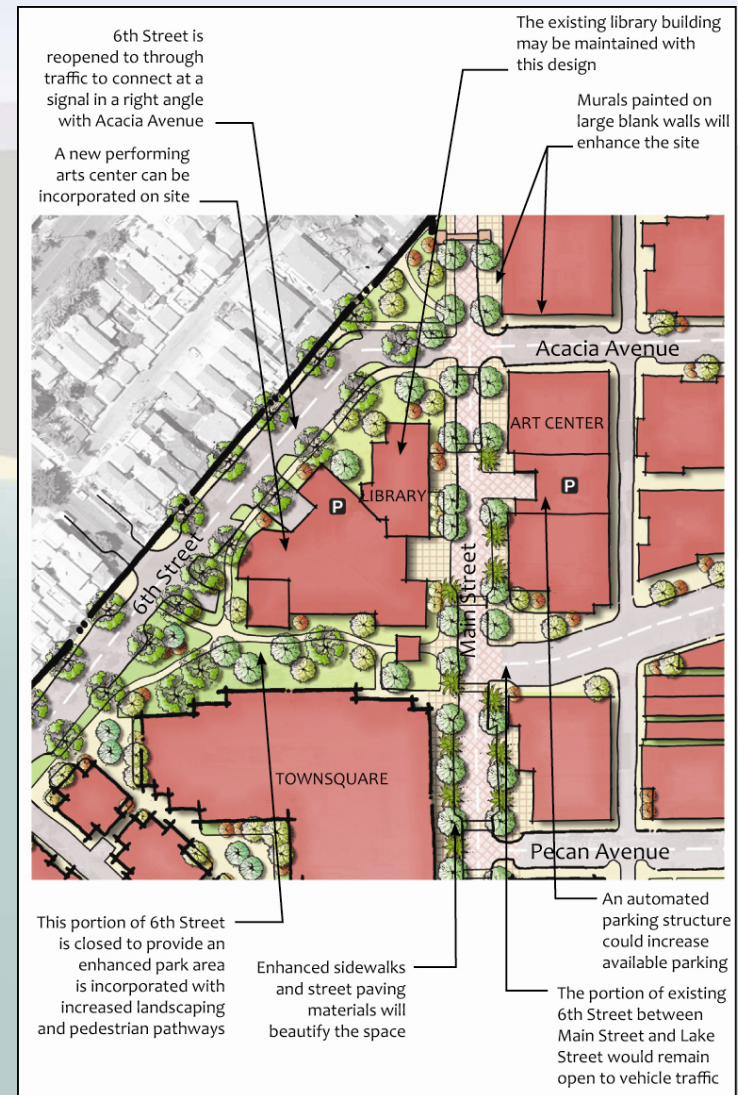 6th Street is
reopened to through
traffic to connect at a
signal in a right angle
with Acacia Avenue
A new performing
arts center can be
incorporated on site
The existing library building
may be maintained with
this design
Murals painted on
large blank walls will
enhance the site
Acacia Avenue
ART CENTER
P
LIBRARY
P
6th Street
Main Street
TOWNSQUARE
Pecan Avenue
This portion of 6th Street
is closed to provide an
enhanced park area
is incorporated with
increased landscaping
and pedestrian pathways
Enhanced sidewalks
and street paving
materials will
beautify the space
An automated
parking structure
could increase
available parking
The portion of existing
6th Street between
Main Street and Lake
Street would remain
open to vehicle traffic